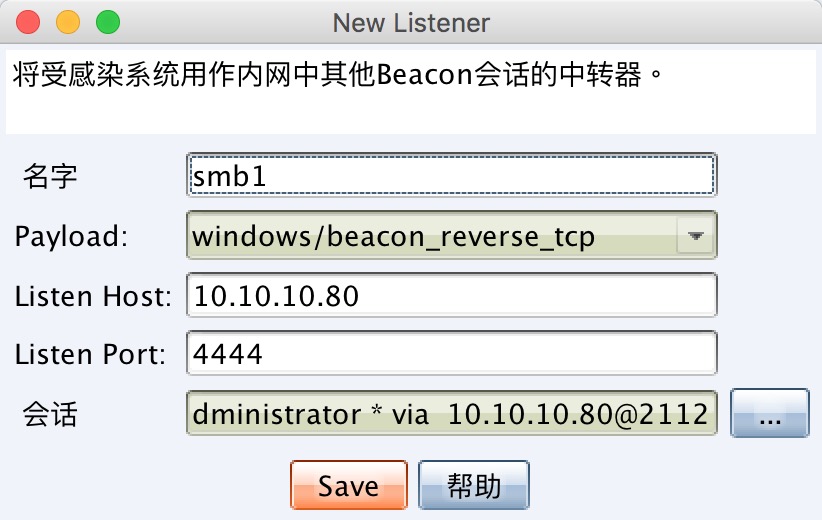 New Listener
将受感染系统用作内网中其他Beacon会话的中转器。
名字 smb1
Payload: windows/beacon_reverse_tcp
Listen Host: 10.10.10.80
Listen Port: 4444
会话 dministrator * via 10.10.10.80@2112 ...
Save 帮助